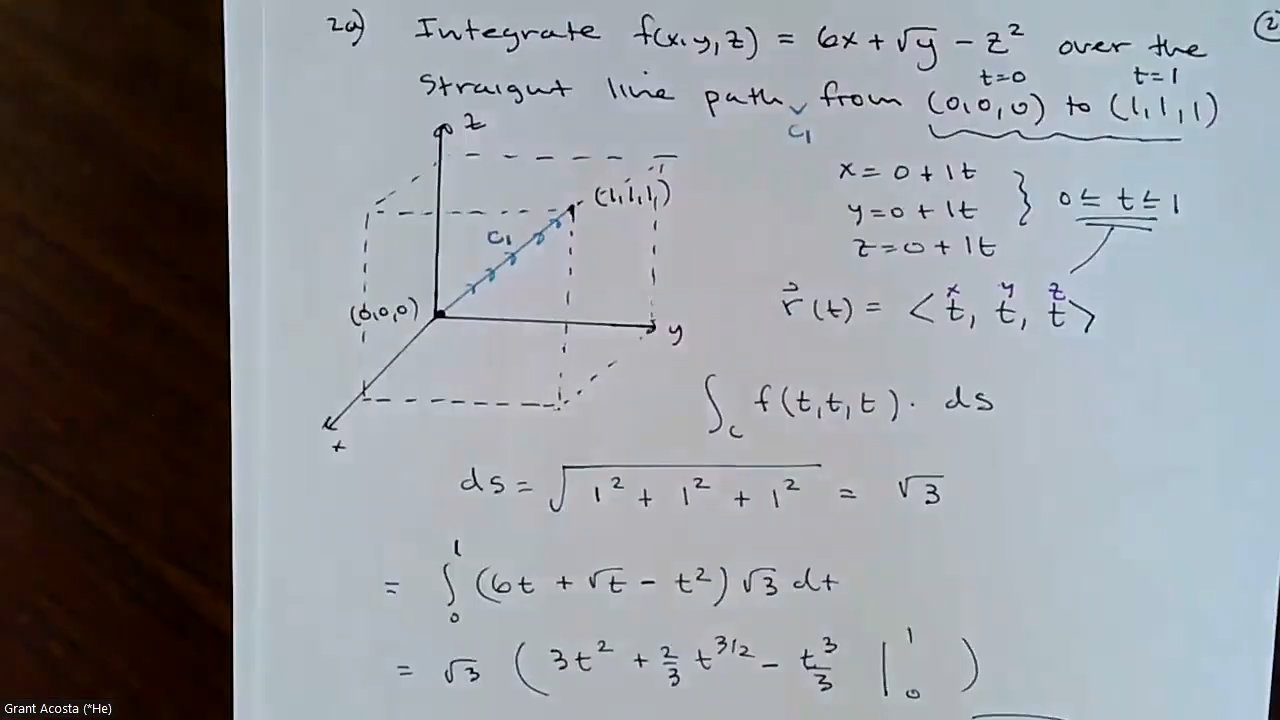 2a) Integrate f(x,y,z) = 6x + √y − z² over the
straight line path from (0,0,0) to (1,1,1)
t=0 t=1
C₁
z
(1,1,1)
C₁
(0,0,0)
y
x
x = 0 + 1t
y = 0 + 1t } 0 ≤ t ≤ 1
z = 0 + 1t
x y z
r⃗(t) = <t, t, t>
∫_C f(t,t,t) · ds
ds = √(1² + 1² + 1²) = √3
= ∫₀¹ (6t + √t − t²) √3 dt
= √3 (3t² + 2/3 t^(3/2) − t³/3 |₀¹)
Grant Acosta (*He)